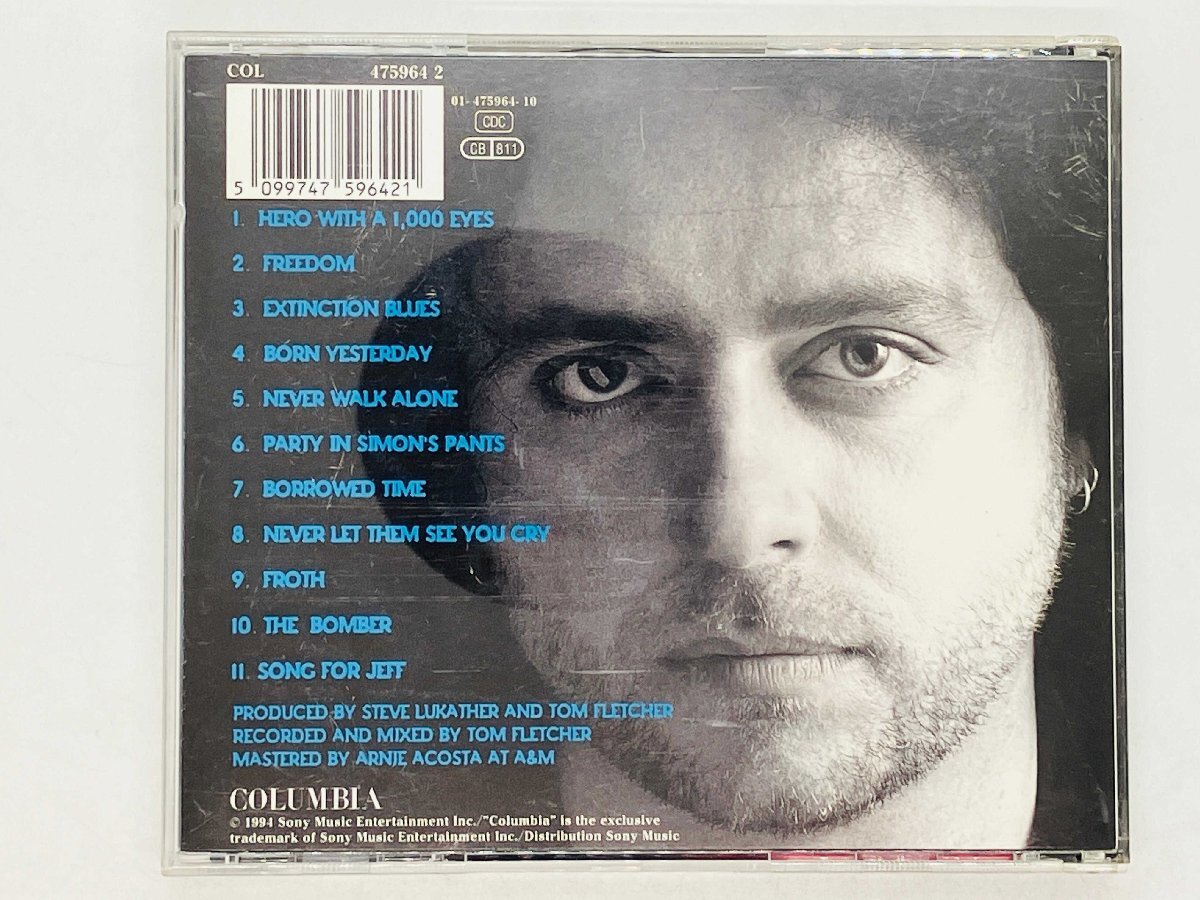 COL 475964 2
01-475964-10
CDC
CB 811
5 099747 596421
1. HERO WITH A 1,000 EYES
2. FREEDOM
3. EXTINCTION BLUES
4. BORN YESTERDAY
5. NEVER WALK ALONE
6. PARTY IN SIMON'S PANTS
7. BORROWED TIME
8. NEVER LET THEM SEE YOU CRY
9. FROTH
10. THE BOMBER
11. SONG FOR JEFF
PRODUCED BY STEVE LUKATHER AND TOM FLETCHER
RECORDED AND MIXED BY TOM FLETCHER
MASTERED BY ARNIE ACOSTA AT A&M
COLUMBIA
© 1994 Sony Music Entertainment Inc./"Columbia" is the exclusive
trademark of Sony Music Entertainment Inc./Distribution Sony Music